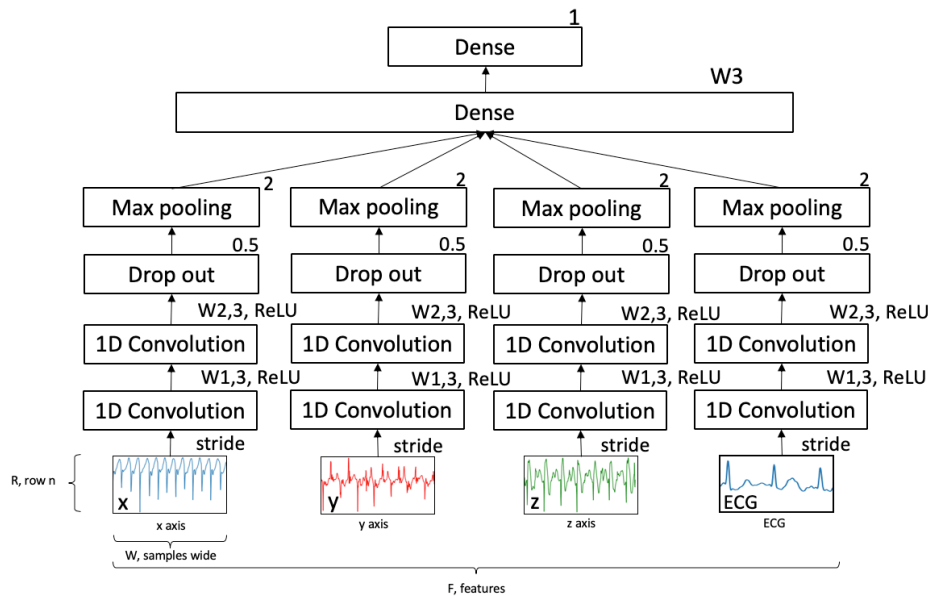 1
Dense
W3
Dense
2 2 2 2
Max pooling Max pooling Max pooling Max pooling
0.5 0.5 0.5 0.5
Drop out Drop out Drop out Drop out
W2,3, ReLU W2,3, ReLU W2,3, ReLU W2,3, ReLU
1D Convolution 1D Convolution 1D Convolution 1D Convolution
W1,3, ReLU W1,3, ReLU W1,3, ReLU W1,3, ReLU
1D Convolution 1D Convolution 1D Convolution 1D Convolution
stride stride stride stride
R, row n
x y z ECG
x axis y axis z axis ECG
W, samples wide
F, features